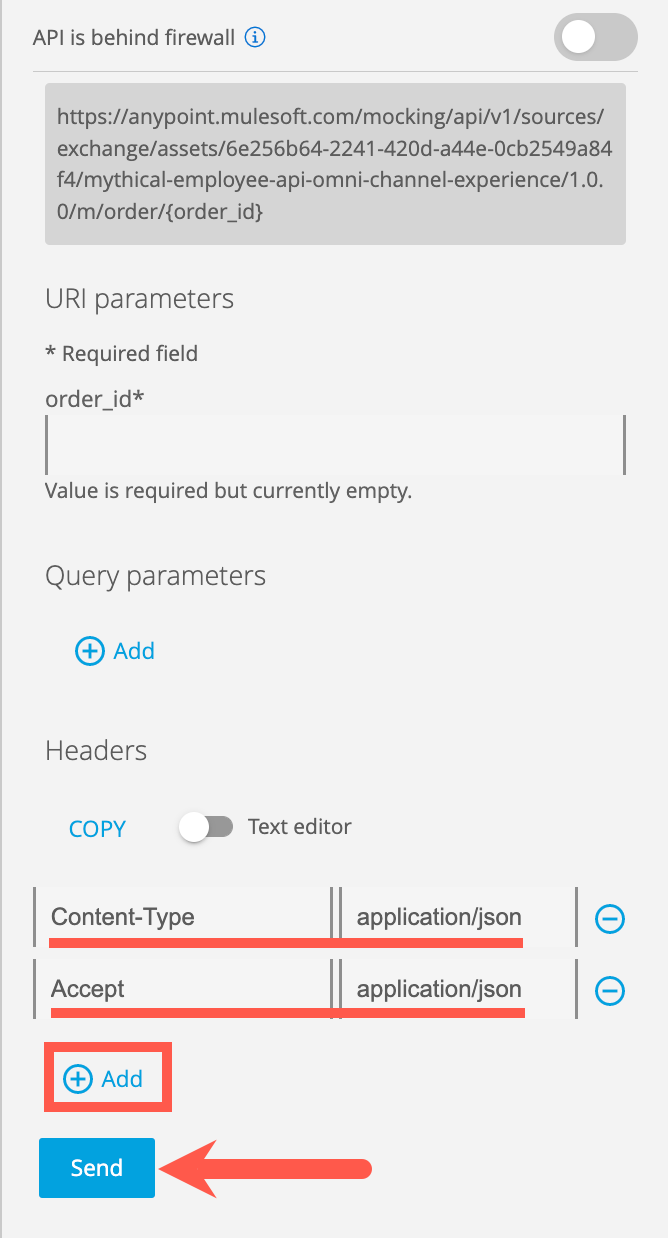 API is behind firewall
https://anypoint.mulesoft.com/mocking/api/v1/sources/
exchange/assets/6e256b64-2241-420d-a44e-0cb2549a84
f4/mythical-employee-api-omni-channel-experience/1.0.
0/m/order/{order_id}
URI parameters
* Required field
order_id*
Value is required but currently empty.
Query parameters
Add
Headers
COPY Text editor
Content-Type application/json
Accept application/json
Add
Send